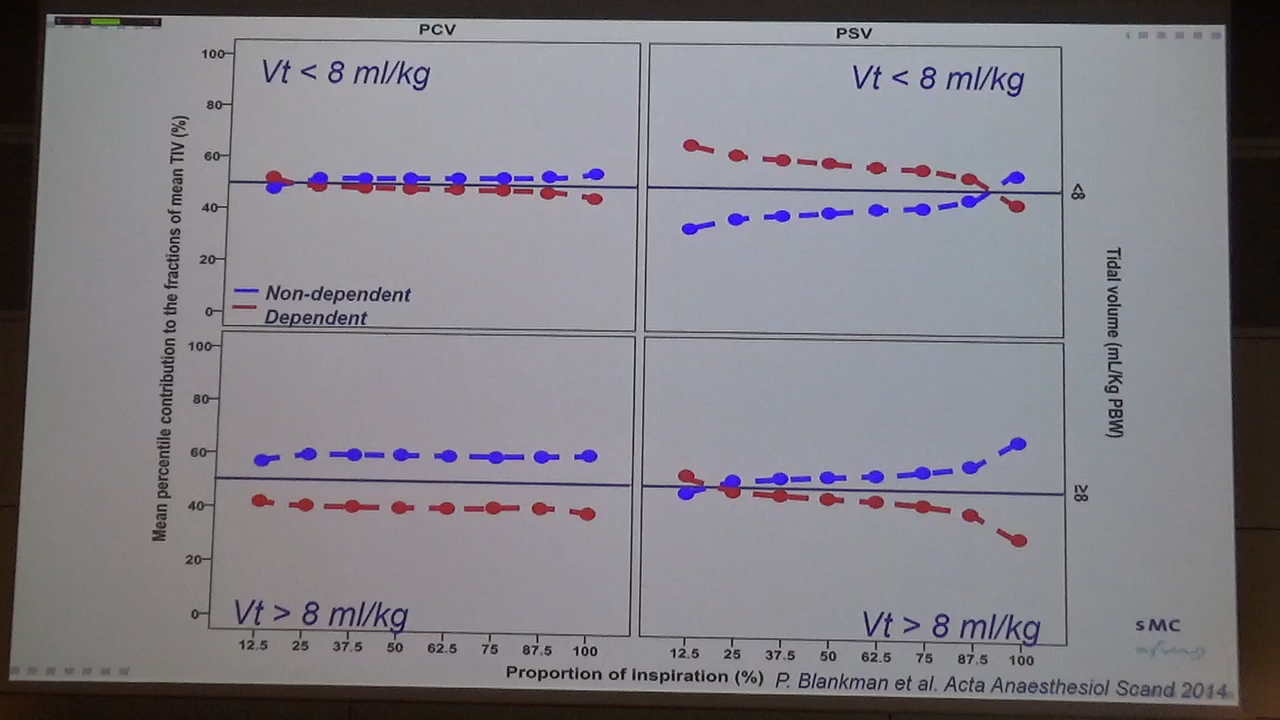 PCV
PSV
Vt < 8 ml/kg
Vt < 8 ml/kg
100
80
60
40
20
0
Non-dependent
Dependent
<8
Mean percentile contribution to the fractions of mean TIV (%)
Tidal volume (mL/Kg PBW)
100
80
60
40
20
0
≥8
Vt > 8 ml/kg
Vt > 8 ml/kg
12.5 25 37.5 50 62.5 75 87.5 100
12.5 25 37.5 50 62.5 75 87.5 100
Proportion of inspiration (%)
sMC
P. Blankman et al. Acta Anaesthesiol Scand 2014